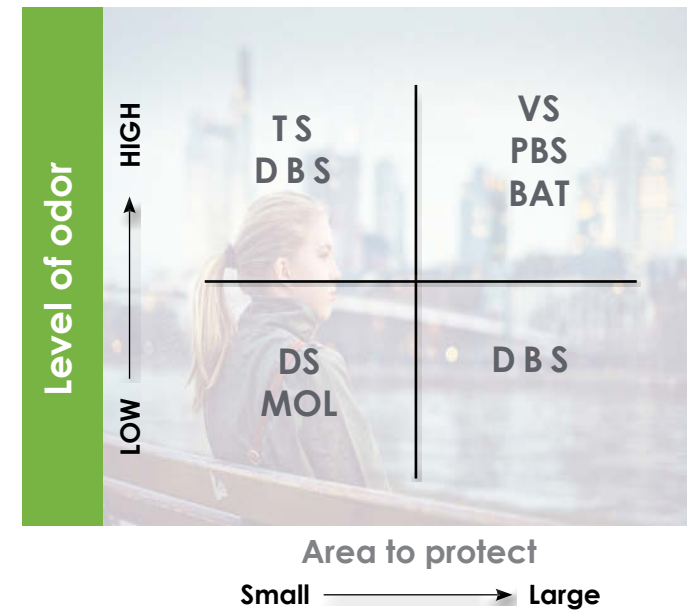 Level of odor
LOW
HIGH
T S
D B S
VS
PBS
BAT
DS
MOL
D B S
Area to protect
Small
Large